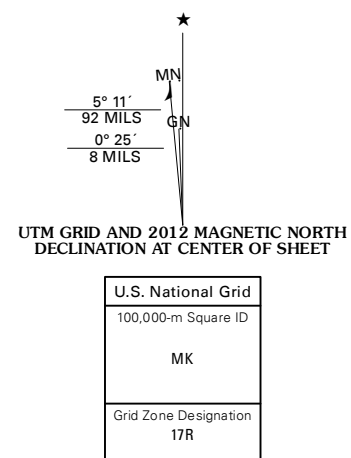 ★
MN
5° 11´
92 MILS
GN
0° 25´
8 MILS
UTM GRID AND 2012 MAGNETIC NORTH
DECLINATION AT CENTER OF SHEET
U.S. National Grid
100,000-m Square ID
MK
Grid Zone Designation
17R